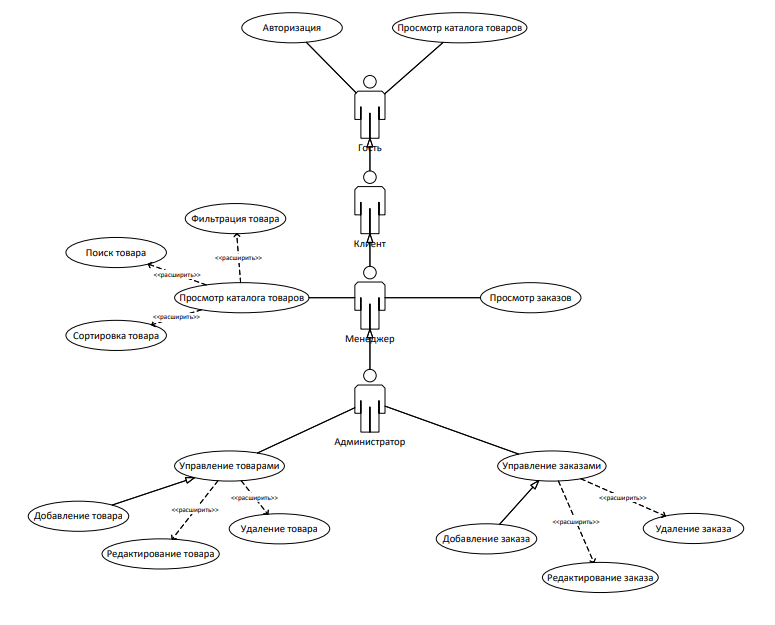 Авторизация
Просмотр каталога товаров
Гость
Клиент
Фильтрация товара
Поиск товара
<<расширить>>
<<расширить>>
Просмотр каталога товаров
Просмотр заказов
<<расширить>>
Сортировка товара
Менеджер
Администратор
Управление товарами
Управление заказами
<<расширить>>
<<расширить>>
<<расширить>>
<<расширить>>
Добавление товара
Удаление товара
Редактирование товара
Добавление заказа
Удаление заказа
Редактирование заказа